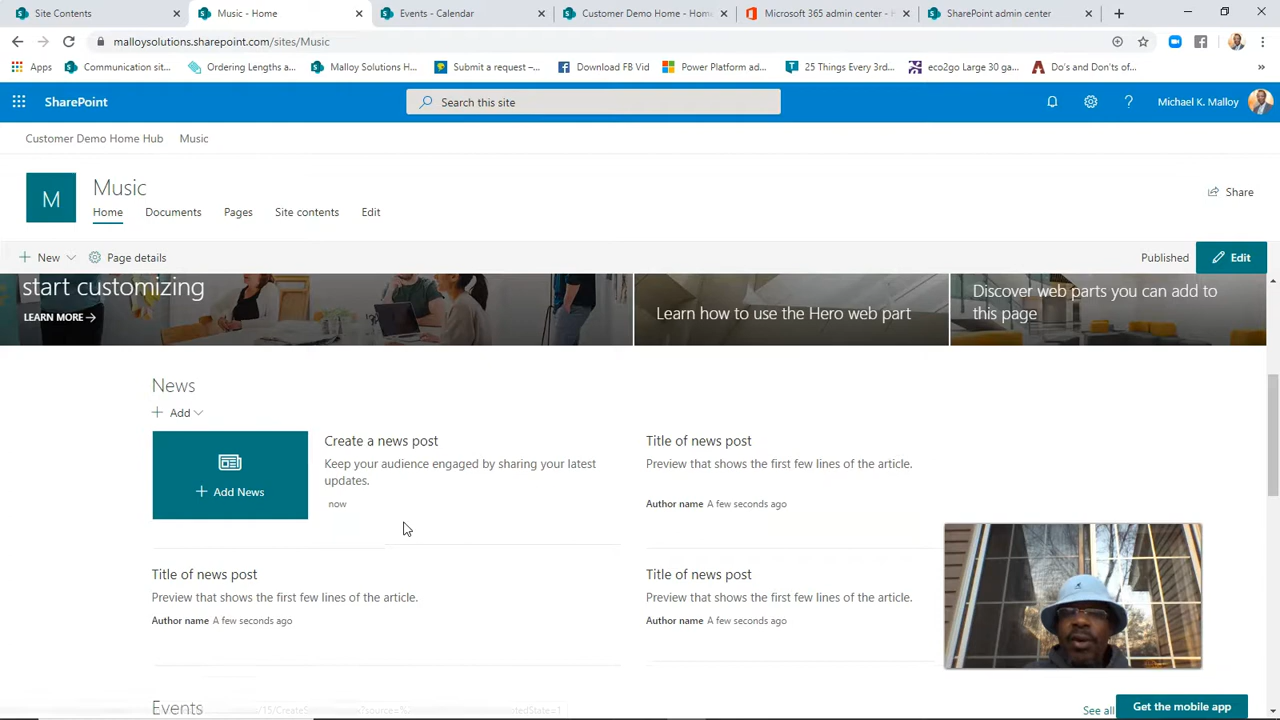 Site Contents
Music - Home
Events - Calendar
Customer Demo Home - Hom
Microsoft 365 admin center - H
SharePoint admin center
malloysolutions.sharepoint.com/sites/Music
Apps
Communication sit...
Ordering Lengths a...
Malloy Solutions H...
Submit a request –...
Download FB Vid
Power Platform ad...
25 Things Every 3rd...
eco2go Large 30 ga...
Do's and Don'ts of...
SharePoint
Search this site
Michael K. Malloy
Customer Demo Home Hub
Music
M
Music
Home
Documents
Pages
Site contents
Edit
Share
New
Page details
Published
Edit
start customizing
LEARN MORE
Learn how to use the Hero web part
Discover web parts you can add to
this page
News
Add
Add News
Create a news post
Keep your audience engaged by sharing your latest
updates.
now
Title of news post
Preview that shows the first few lines of the article.
Author name A few seconds ago
Title of news post
Preview that shows the first few lines of the article.
Author name A few seconds ago
Title of news post
Preview that shows the first few lines of the article.
Author name A few seconds ago
Events
See all
Get the mobile app